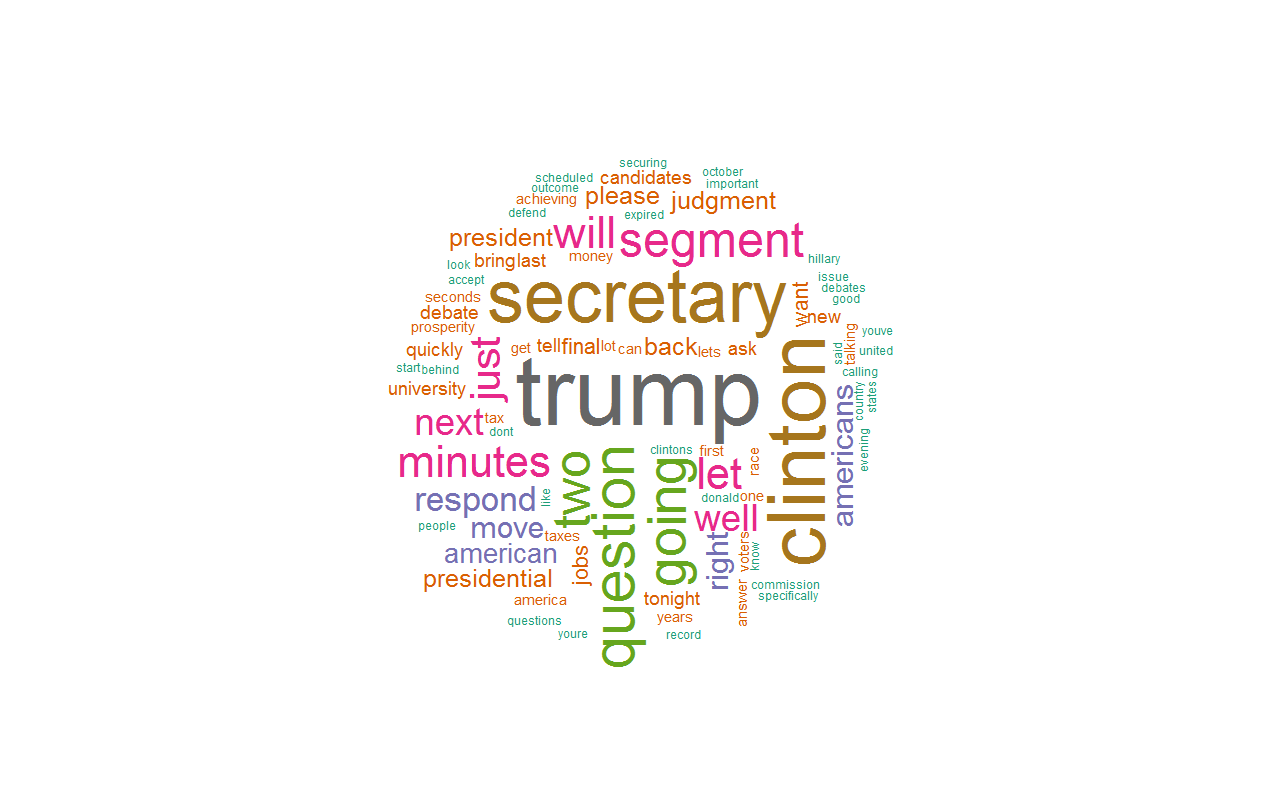 securing
scheduled
candidates
october
outcome
important
achieving
please
judgment
defend
expired
president
will
segment
look
bring
last
money
hillary
accept
secretary
issue
seconds
want
debates
good
debate
prosperity
new
youve
quickly
just
get
tell
final
lot
can
back
lets
ask
said
talking
united
start
behind
calling
university
trump
clinton
americans
country
states
next
tax
dont
evening
minutes
two
question
clintons
first
going
let
race
respond
like
donald
one
people
move
well
taxes
american
right
voters
know
presidential
jobs
commission
america
tonight
answer
specifically
questions
years
youre
record